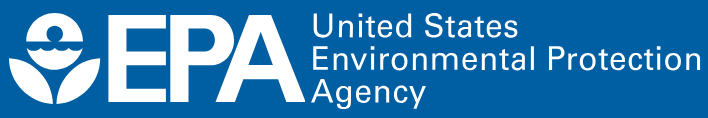 EPA
United States
Environmental Protection
Agency